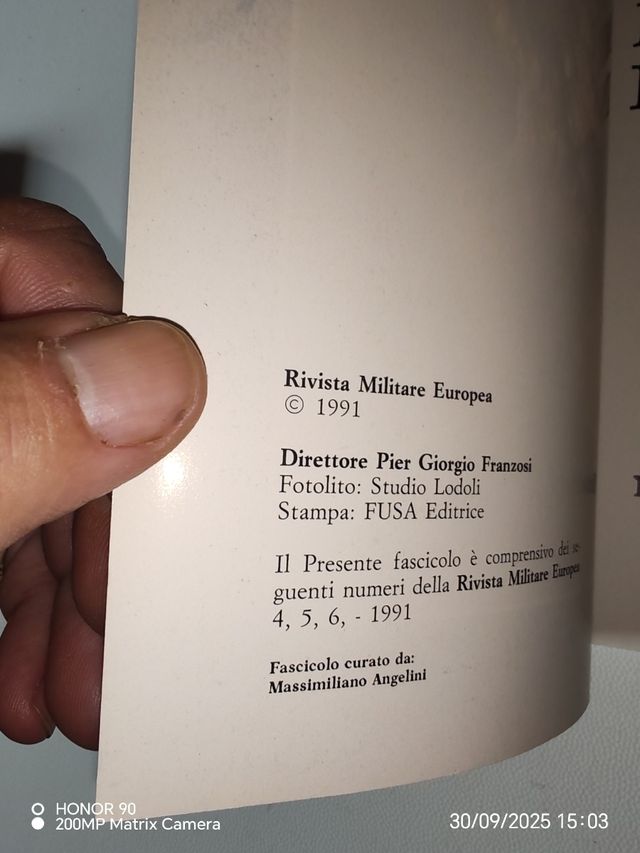 Rivista Militare Europea
© 1991
Direttore Pier Giorgio Franzosi
Fotolito: Studio Lodoli
Stampa: FUSA Editrice
Il Presente fascicolo è comprensivo dei se-
guenti numeri della Rivista Militare Europea
4, 5, 6, - 1991
Fascicolo curato da:
Massimiliano Angelini
HONOR 90
200MP Matrix Camera
30/09/2025 15:03